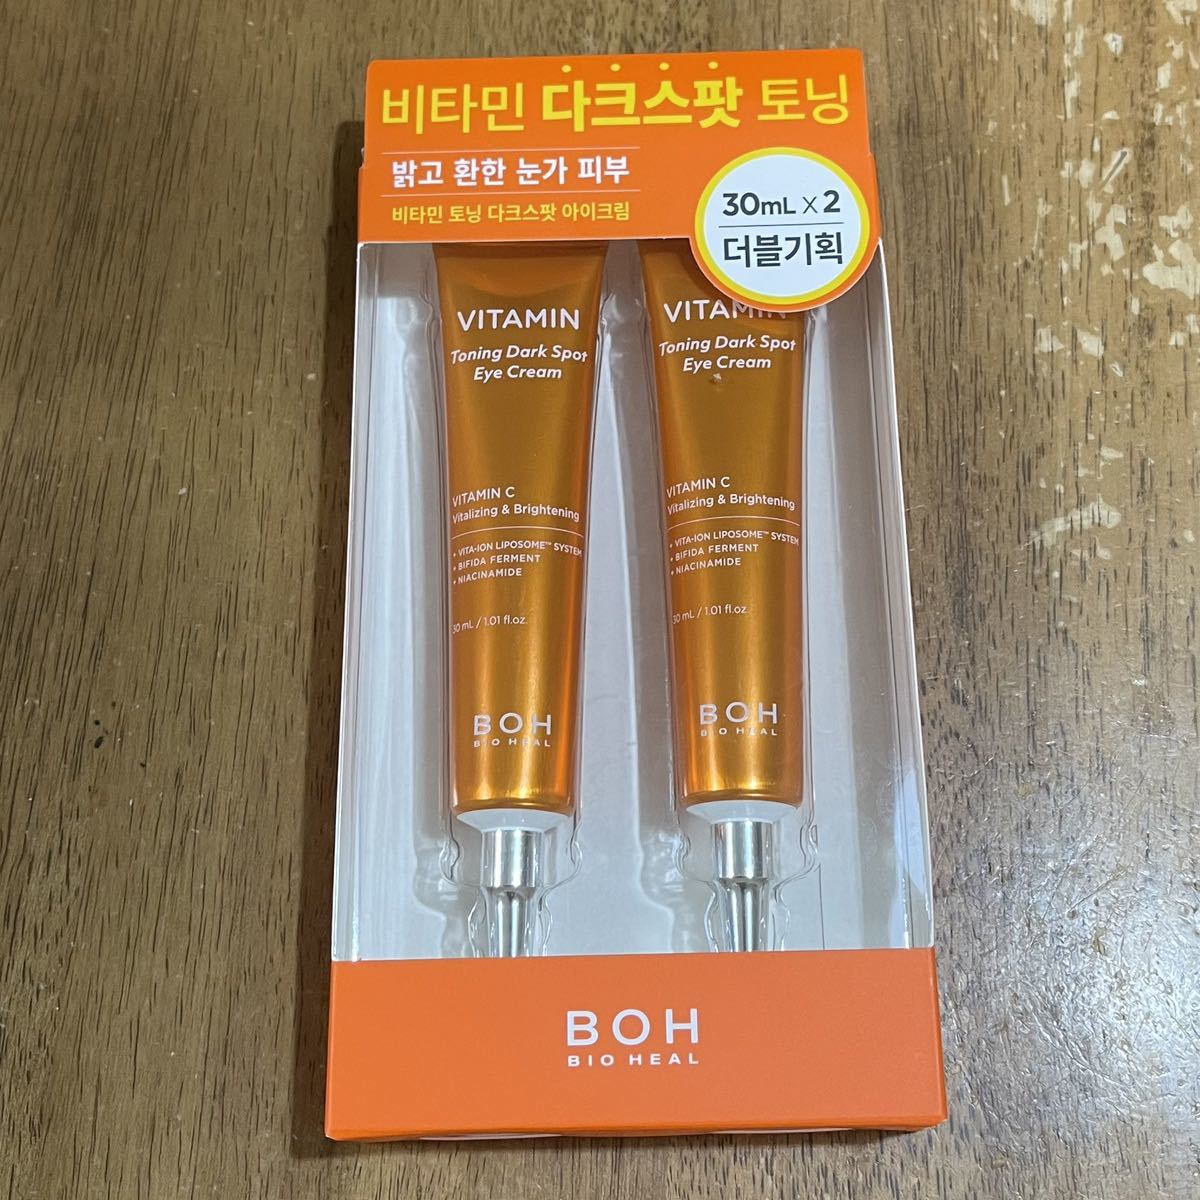 비타민 다크스팟 토닝
밝고 환한 눈가 피부
비타민 토닝 다크스팟 아이크림
30mL x 2
더블기획
VITAMIN
Toning Dark Spot
Eye Cream
VITAMIN C
Vitalizing & Brightening
• VITA-ION LIPOSOME™ SYSTEM
• BIFIDA FERMENT
• NIACINAMIDE
30 mL / 1.01 fl.oz.
BOH
BIO HEAL
VITAMIN
Toning Dark Spot
Eye Cream
VITAMIN C
Vitalizing & Brightening
• VITA-ION LIPOSOME™ SYSTEM
• BIFIDA FERMENT
• NIACINAMIDE
30 mL / 1.01 fl.oz.
BOH
BIO HEAL
BOH
BIO HEAL